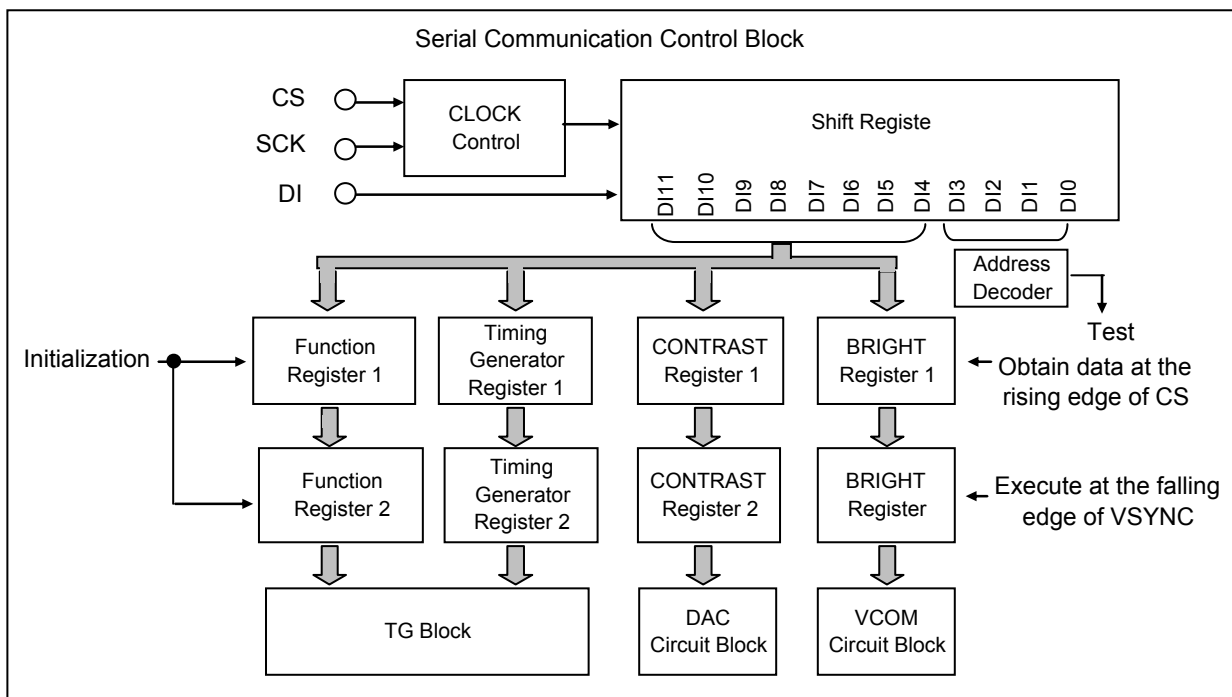 Serial Communication Control Block
CS
SCK
DI
CLOCK
Control
Shift Registe
DI11
DI10
DI9
DI8
DI7
DI6
DI5
DI4
DI3
DI2
DI1
DI0
Address
Decoder
Test
Initialization
Function
Register 1
Timing
Generator
Register 1
CONTRAST
Register 1
BRIGHT
Register 1
Obtain data at the
rising edge of CS
Function
Register 2
Timing
Generator
Register 2
CONTRAST
Register 2
BRIGHT
Register
Execute at the falling
edge of VSYNC
TG Block
DAC
Circuit Block
VCOM
Circuit Block